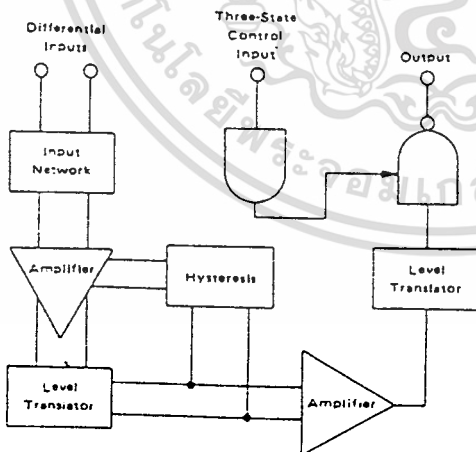 Differential
Inputs
Three-State
Control
Input
Output
Input
Network
Amplifier
Hysteresis
Level
Translator
Level
Translator
Amplifier